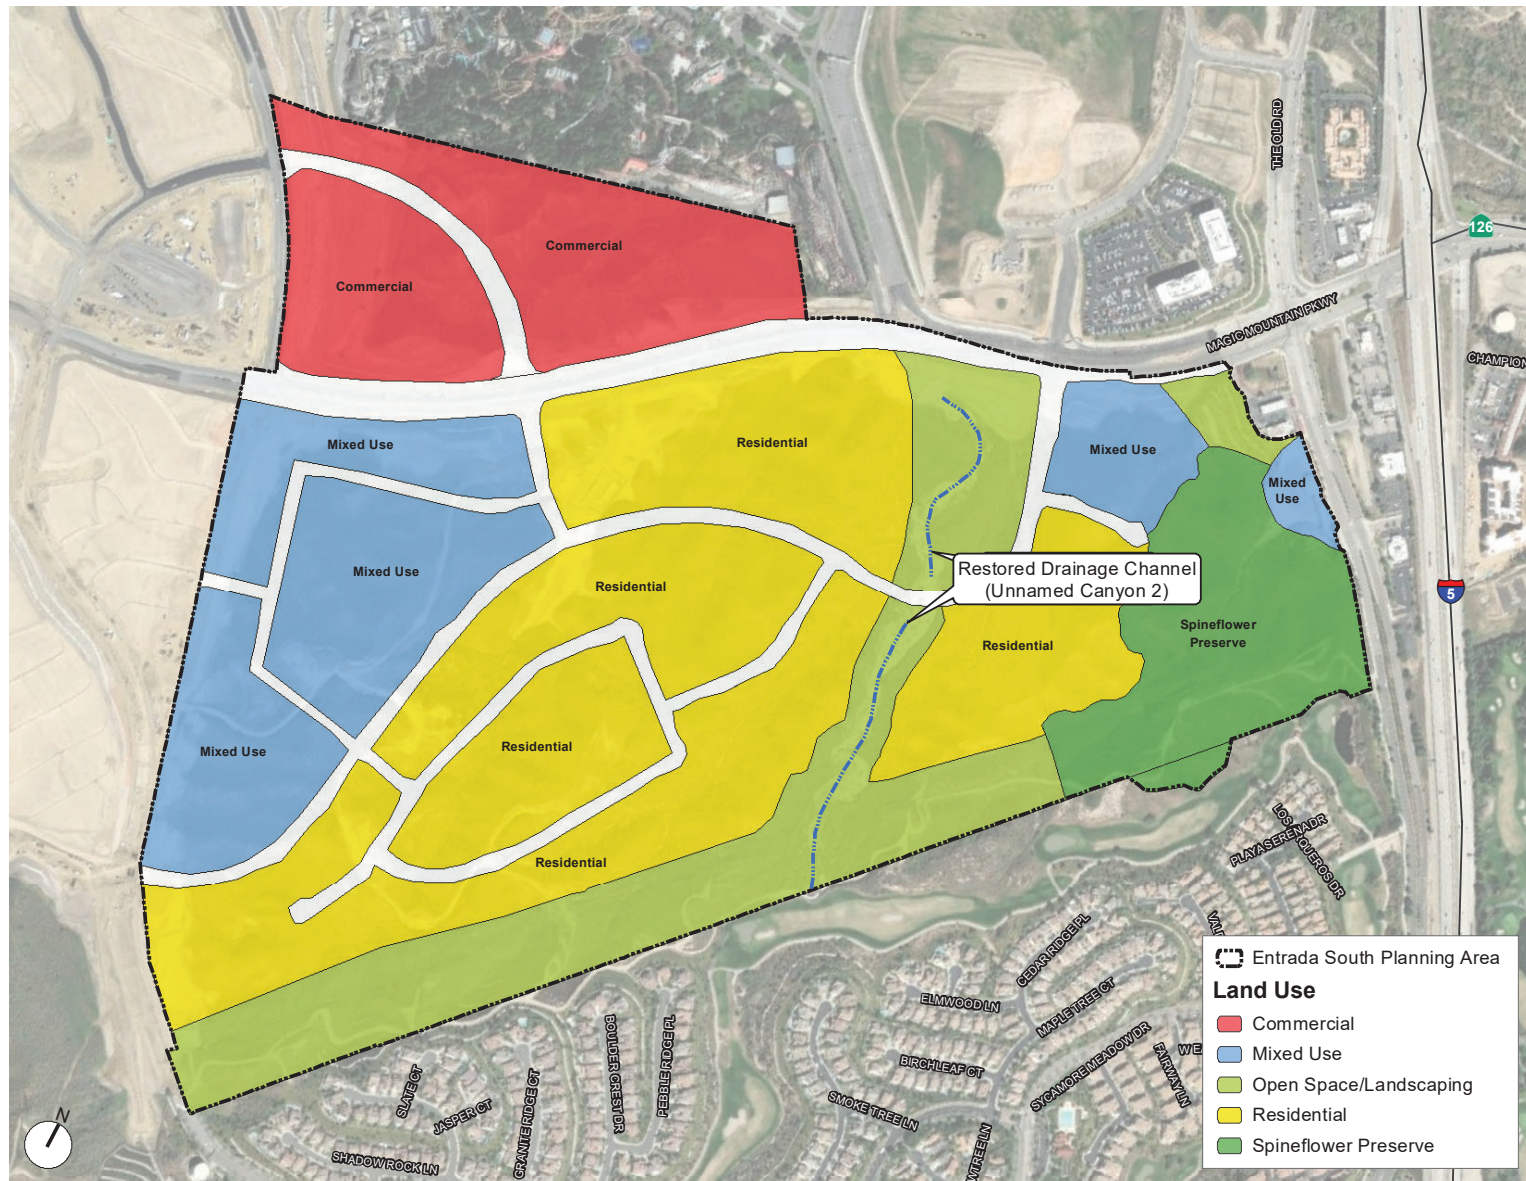 THE OLD RD
126
Commercial
Commercial
MAGIC MOUNTAIN PKWY
CHAMPION
Mixed Use
Residential
Mixed Use
Mixed
Use
Mixed Use
Residential
Restored Drainage Channel
(Unnamed Canyon 2)
5
Spineflower
Preserve
Residential
Mixed Use
Residential
Residential
PLAYA SERENA DR
VAL
CEDAR RIDGE PL
ELMWOOD LN
MAPLE TREE CT
BIRCHLEAF CT
SYCAMORE MEADOW DR
FAIRWAY LN
WE
SMOKE TREE LN
WTREE LN
BOULDER CREST DR
PEBBLE RIDGE PL
SLATE CT
JASPER CT
GRANITE RIDGE CT
SHADOW ROCK LN
N
Entrada South Planning Area
Land Use
Commercial
Mixed Use
Open Space/Landscaping
Residential
Spineflower Preserve